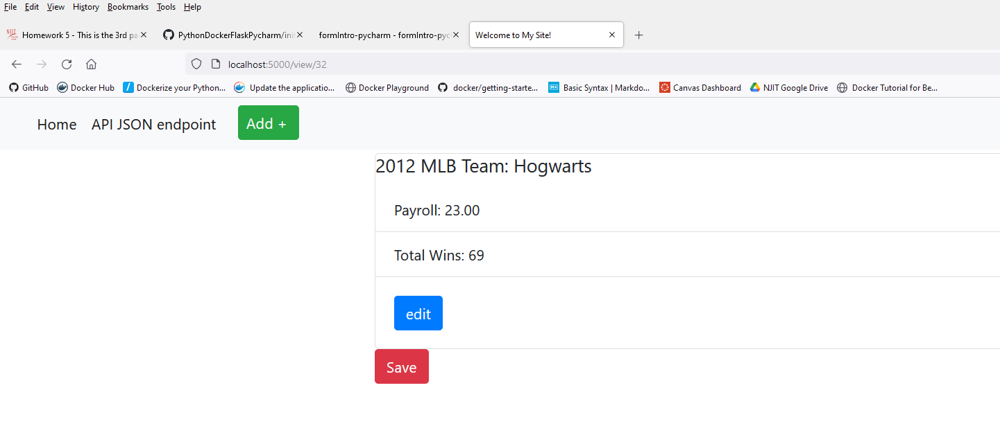 File Edit View History Bookmarks Tools Help
Homework 5 - This is the 3rd pa PythonDockerFlaskPycharm/init formIntro-pycharm - formIntro-pyc Welcome to My Site!
localhost:5000/view/32
GitHub Docker Hub Dockerize your Python... Update the applicatio... Docker Playground docker/getting-starte... Basic Syntax | Markdo... Canvas Dashboard NJIT Google Drive Docker Tutorial for Be...
Home API JSON endpoint Add +
2012 MLB Team: Hogwarts
Payroll: 23.00
Total Wins: 69
edit
Save